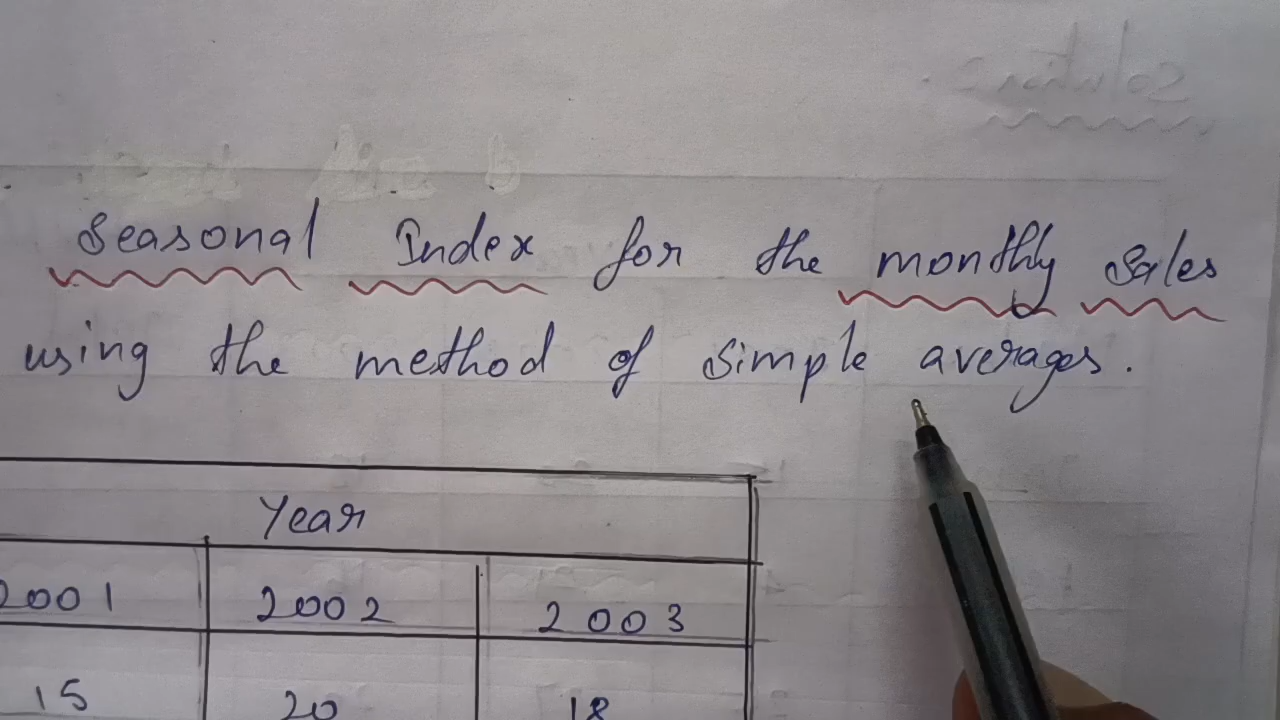 Seasonal Index for the monthly Sales
using the method of simple averages.
Year
2001 2002 2003
15 20 18